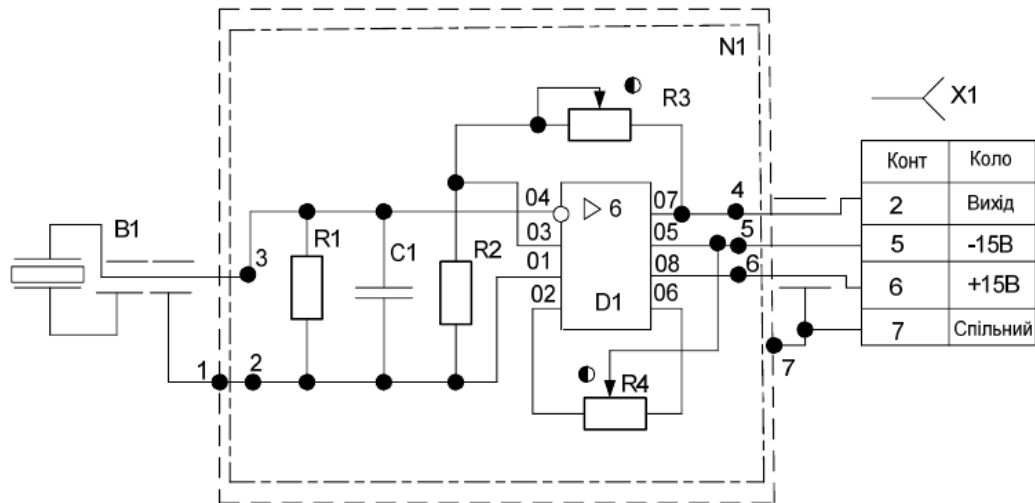 N1
R3
X1
Конт Коло
2 Вихід
5 -15В
6 +15В
7 Спільний
B1
3
R1
C1
R2
04
03
01
02
6
D1
07
05
08
06
4
5
6
R4
1
2
7